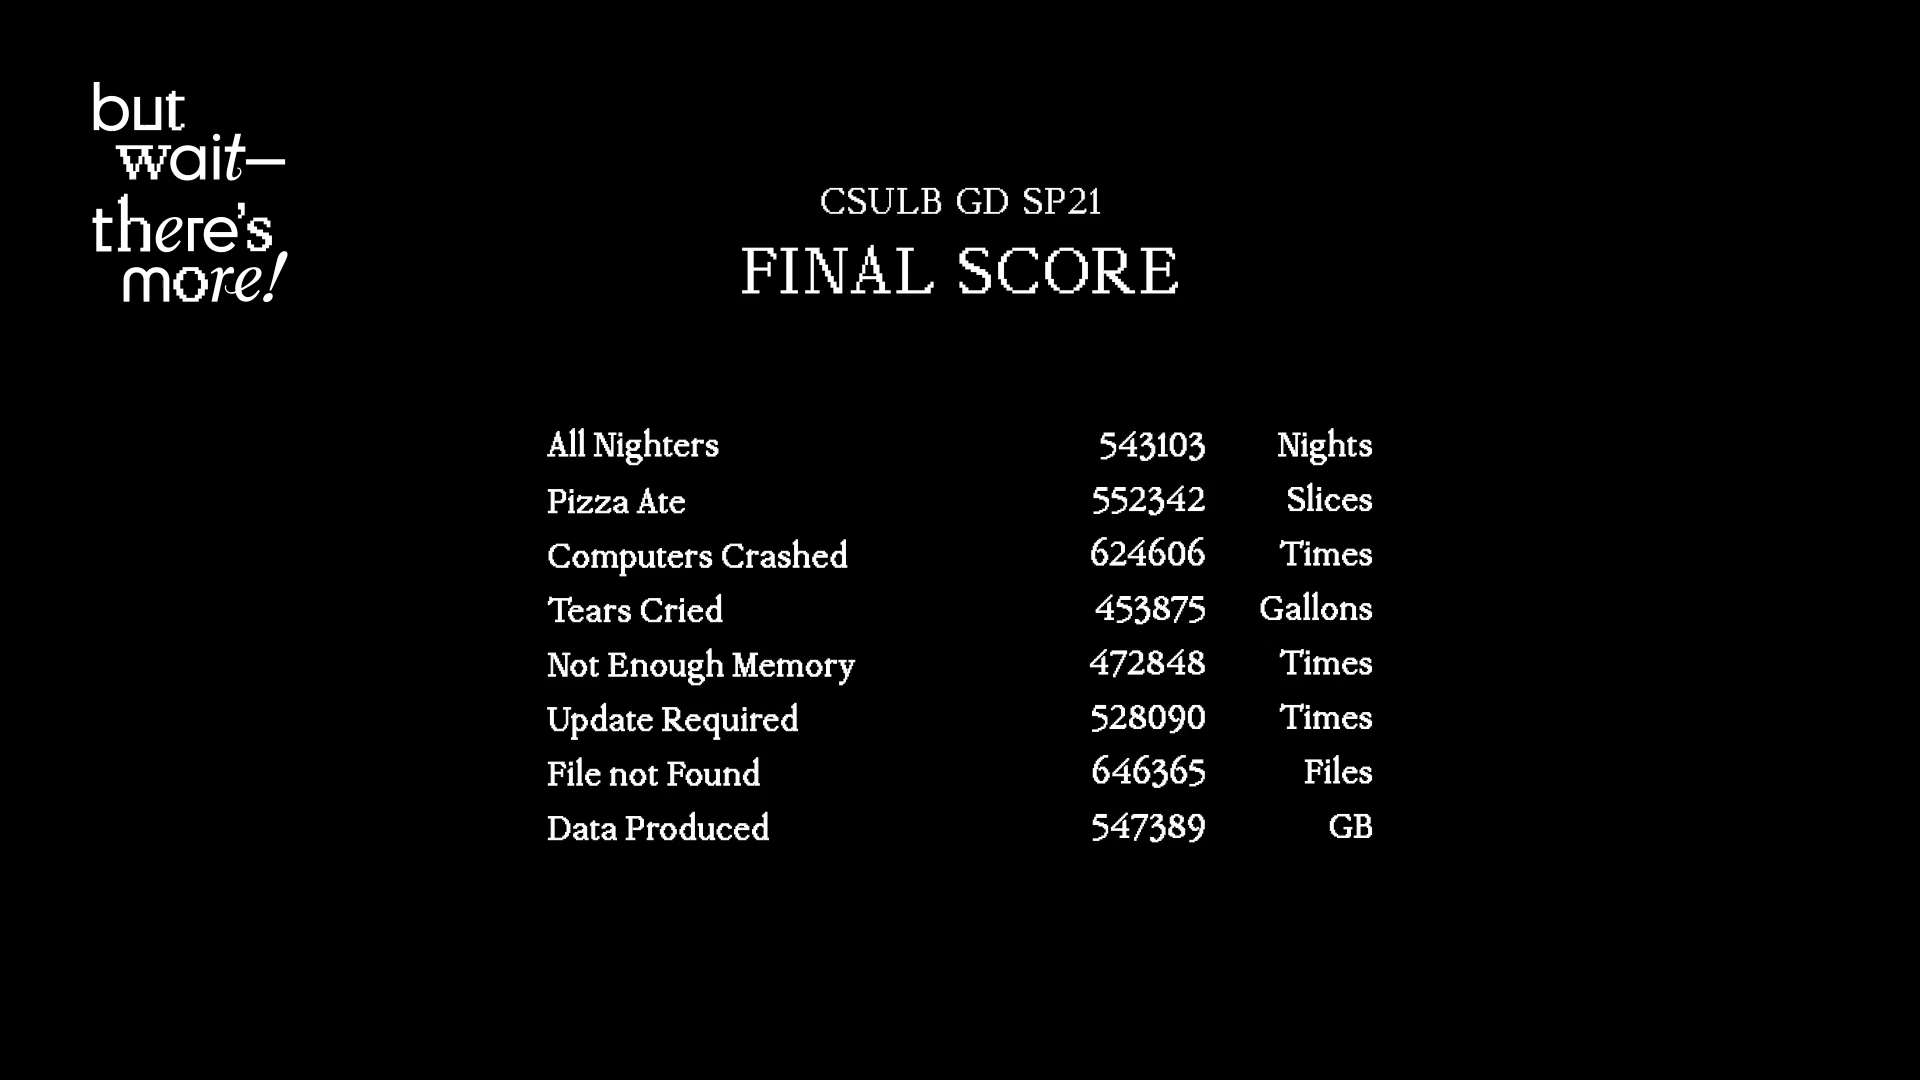 but
wait—
there's
more!
CSULB GD SP21
FINAL SCORE
All Nighters 543103 Nights
Pizza Ate 552342 Slices
Computers Crashed 624606 Times
Tears Cried 453875 Gallons
Not Enough Memory 472848 Times
Update Required 528090 Times
File not Found 646365 Files
Data Produced 547389 GB